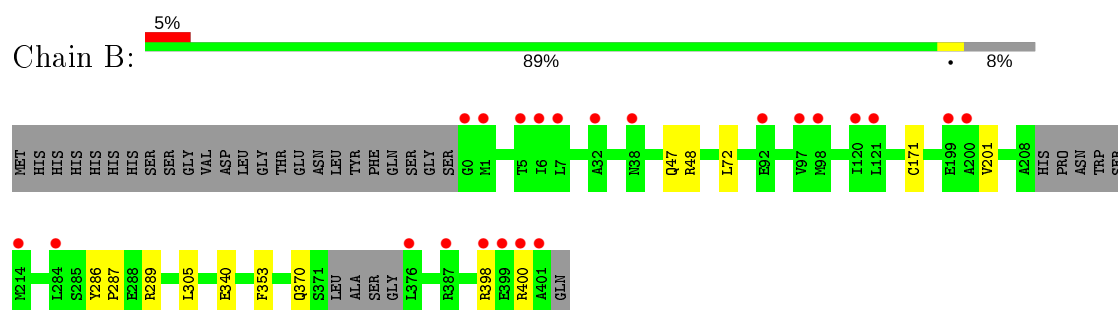 5%
Chain B:
89% • 8%
MET HIS HIS HIS HIS HIS HIS SER SER GLY VAL ASP LEU GLY THR GLU ASN LEU TYR PHE GLN SER GLY SER G0 M1 T5 I6 L7 A32 N38 Q47 R48 L72 E92 V97 M98 I120 L121 C171 E199 A200 V201 A208 HIS PRO ASN TRP SER
M214 L284 S285 Y286 P287 E288 R289 L305 E340 F353 Q370 S371 LEU ALA SER GLY L376 R387 R398 E399 R400 A401 GLN